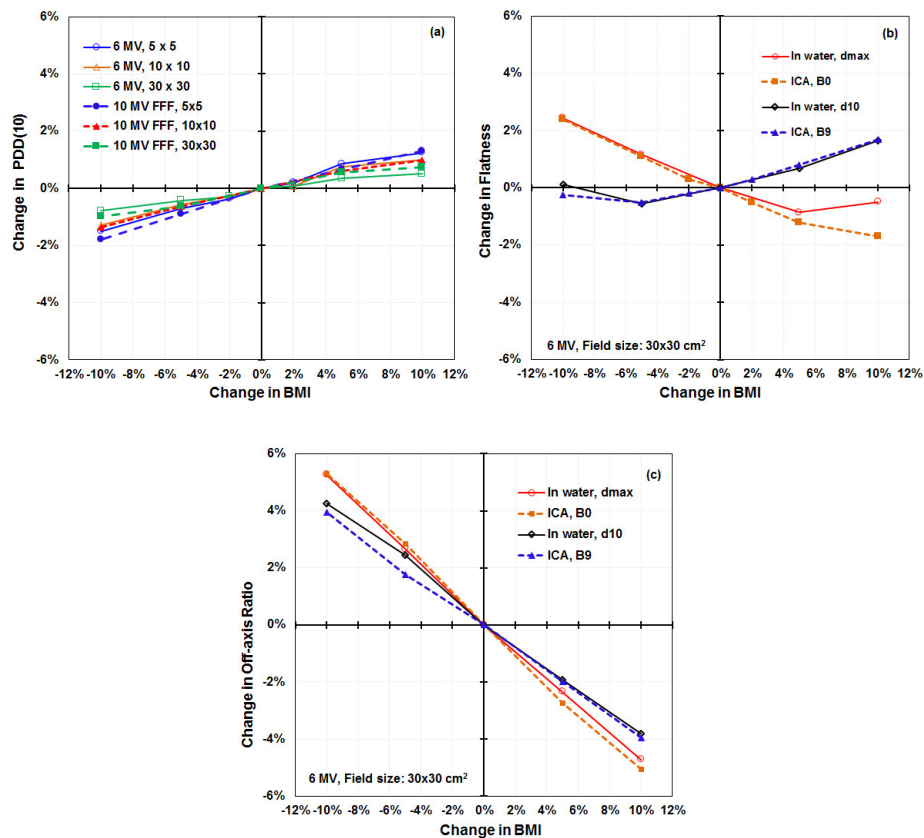 6%
4%
2%
0%
-2%
-4%
-6%
Change in PDD(10)
(a)
6 MV, 5 x 5
6 MV, 10 x 10
6 MV, 30 x 30
10 MV FFF, 5x5
10 MV FFF, 10x10
10 MV FFF, 30x30
-12%-10% -8% -6% -4% -2% 0% 2% 4% 6% 8% 10% 12%
Change in BMI
6%
4%
2%
0%
-2%
-4%
-6%
Change in Flatness
(b)
In water, dmax
ICA, B0
In water, d10
ICA, B9
6 MV, Field size: 30x30 cm²
-12%-10% -8% -6% -4% -2% 0% 2% 4% 6% 8% 10% 12%
Change in BMI
6%
4%
2%
0%
-2%
-4%
-6%
Change in Off-axis Ratio
(c)
In water, dmax
ICA, B0
In water, d10
ICA, B9
6 MV, Field size: 30x30 cm²
-12%-10% -8% -6% -4% -2% 0% 2% 4% 6% 8% 10% 12%
Change in BMI